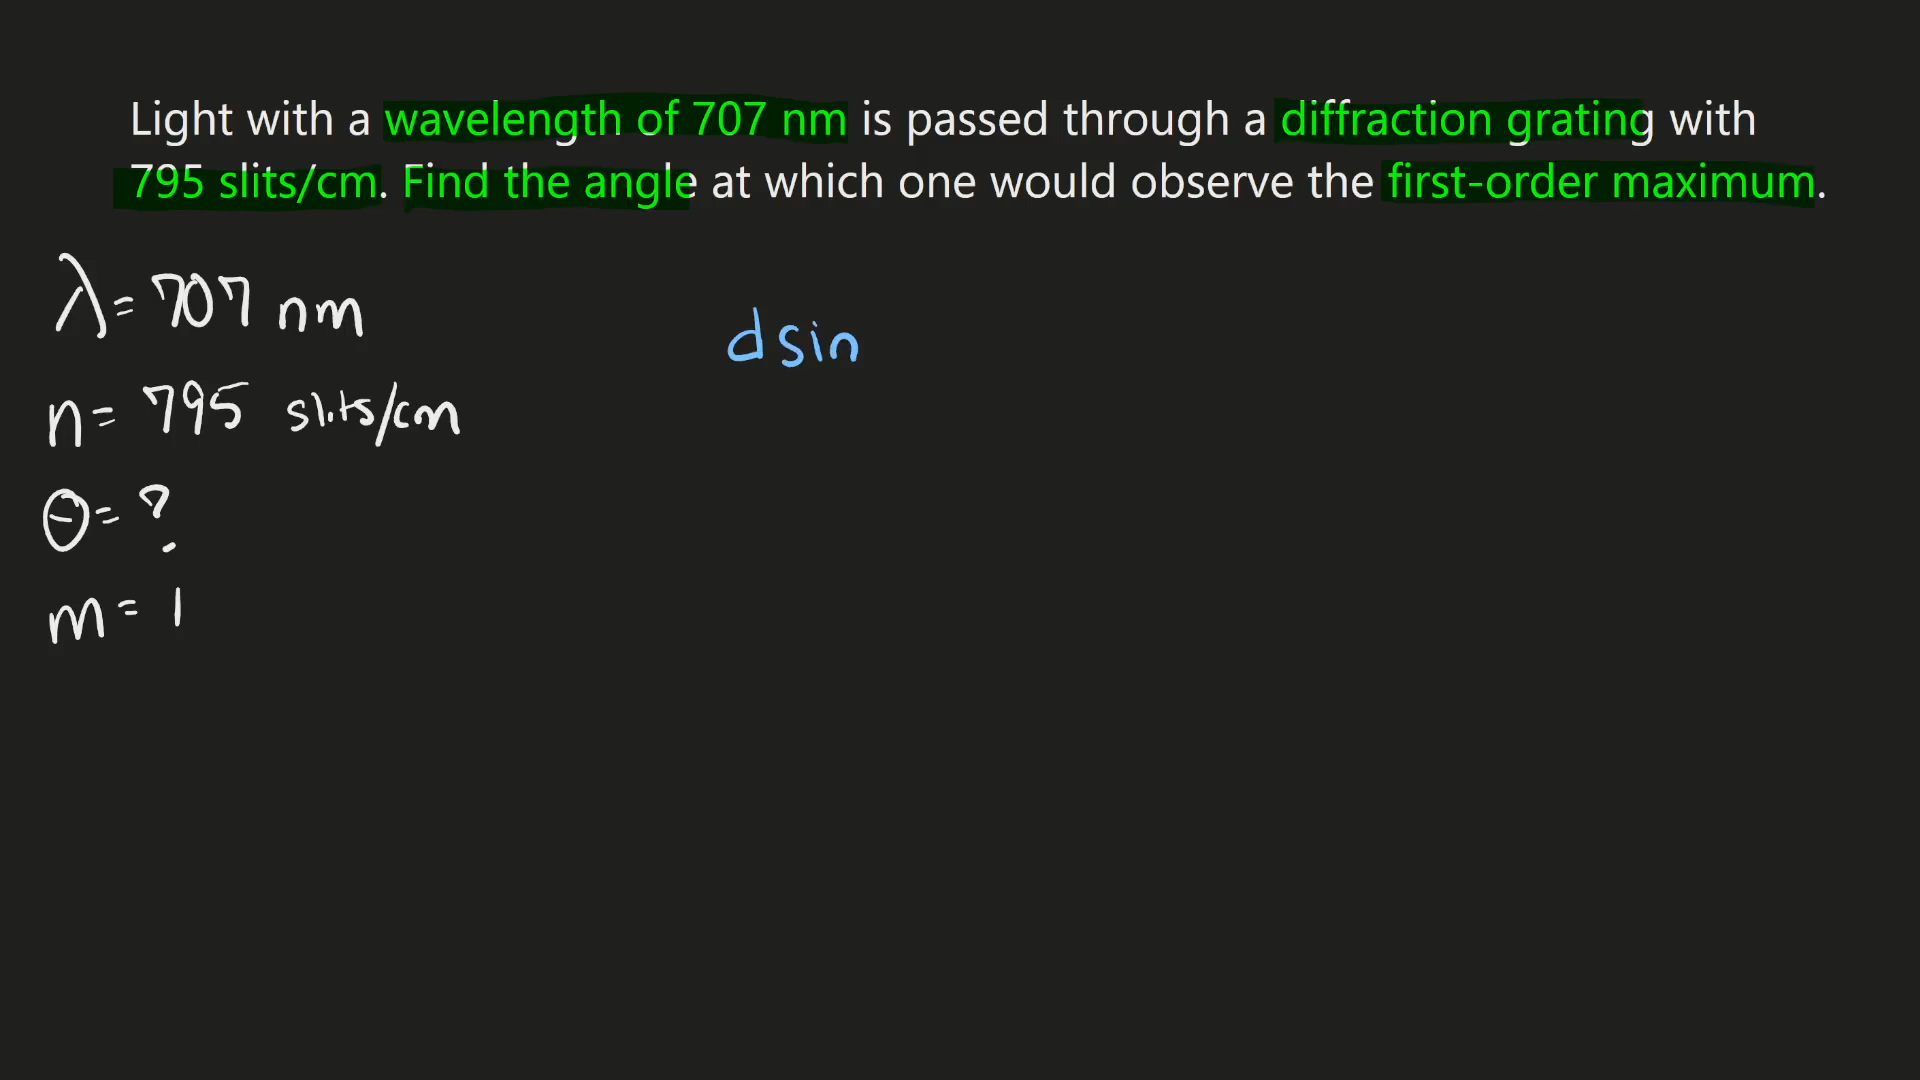 Light with a wavelength of 707 nm is passed through a diffraction grating with
795 slits/cm. Find the angle at which one would observe the first-order maximum.
λ= 707 nm
d sin
n= 795 slits/cm
θ= ?
m= 1